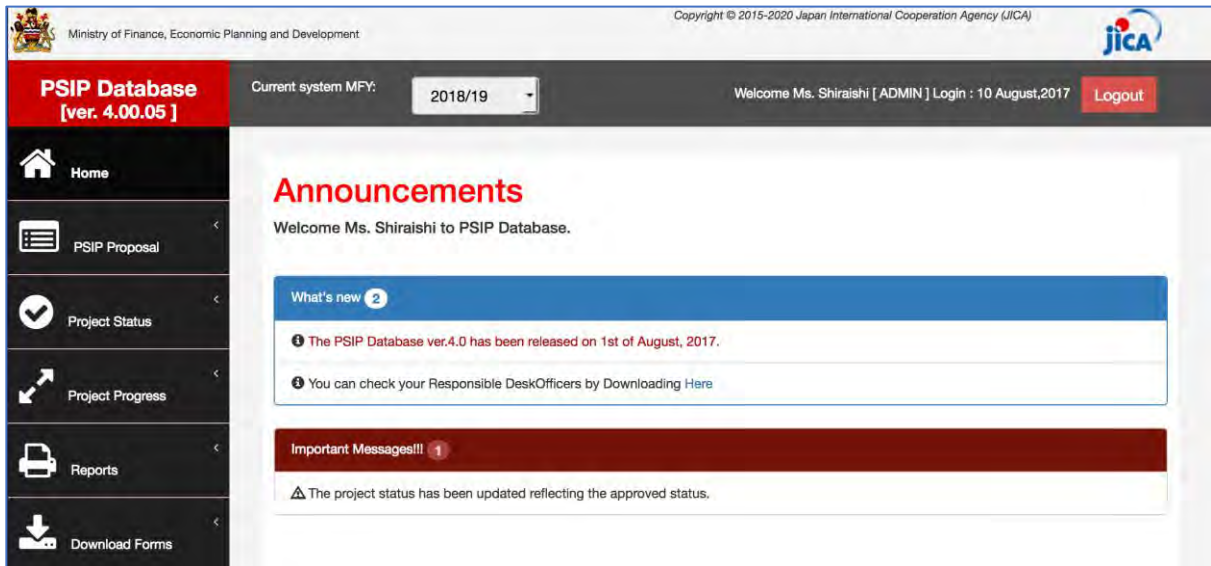 Ministry of Finance, Economic Planning and Development
Copyright © 2015-2020 Japan International Cooperation Agency (JICA)
jICA
PSIP Database
[ver. 4.00.05 ]
Current system MFY:
2018/19
Welcome Ms. Shiraishi [ ADMIN ] Login : 10 August,2017
Logout
Home
PSIP Proposal
Project Status
Project Progress
Reports
Download Forms
Announcements
Welcome Ms. Shiraishi to PSIP Database.
What's new 2
The PSIP Database ver.4.0 has been released on 1st of August, 2017.
You can check your Responsible DeskOfficers by Downloading Here
Important Messages!!! 1
The project status has been updated reflecting the approved status.